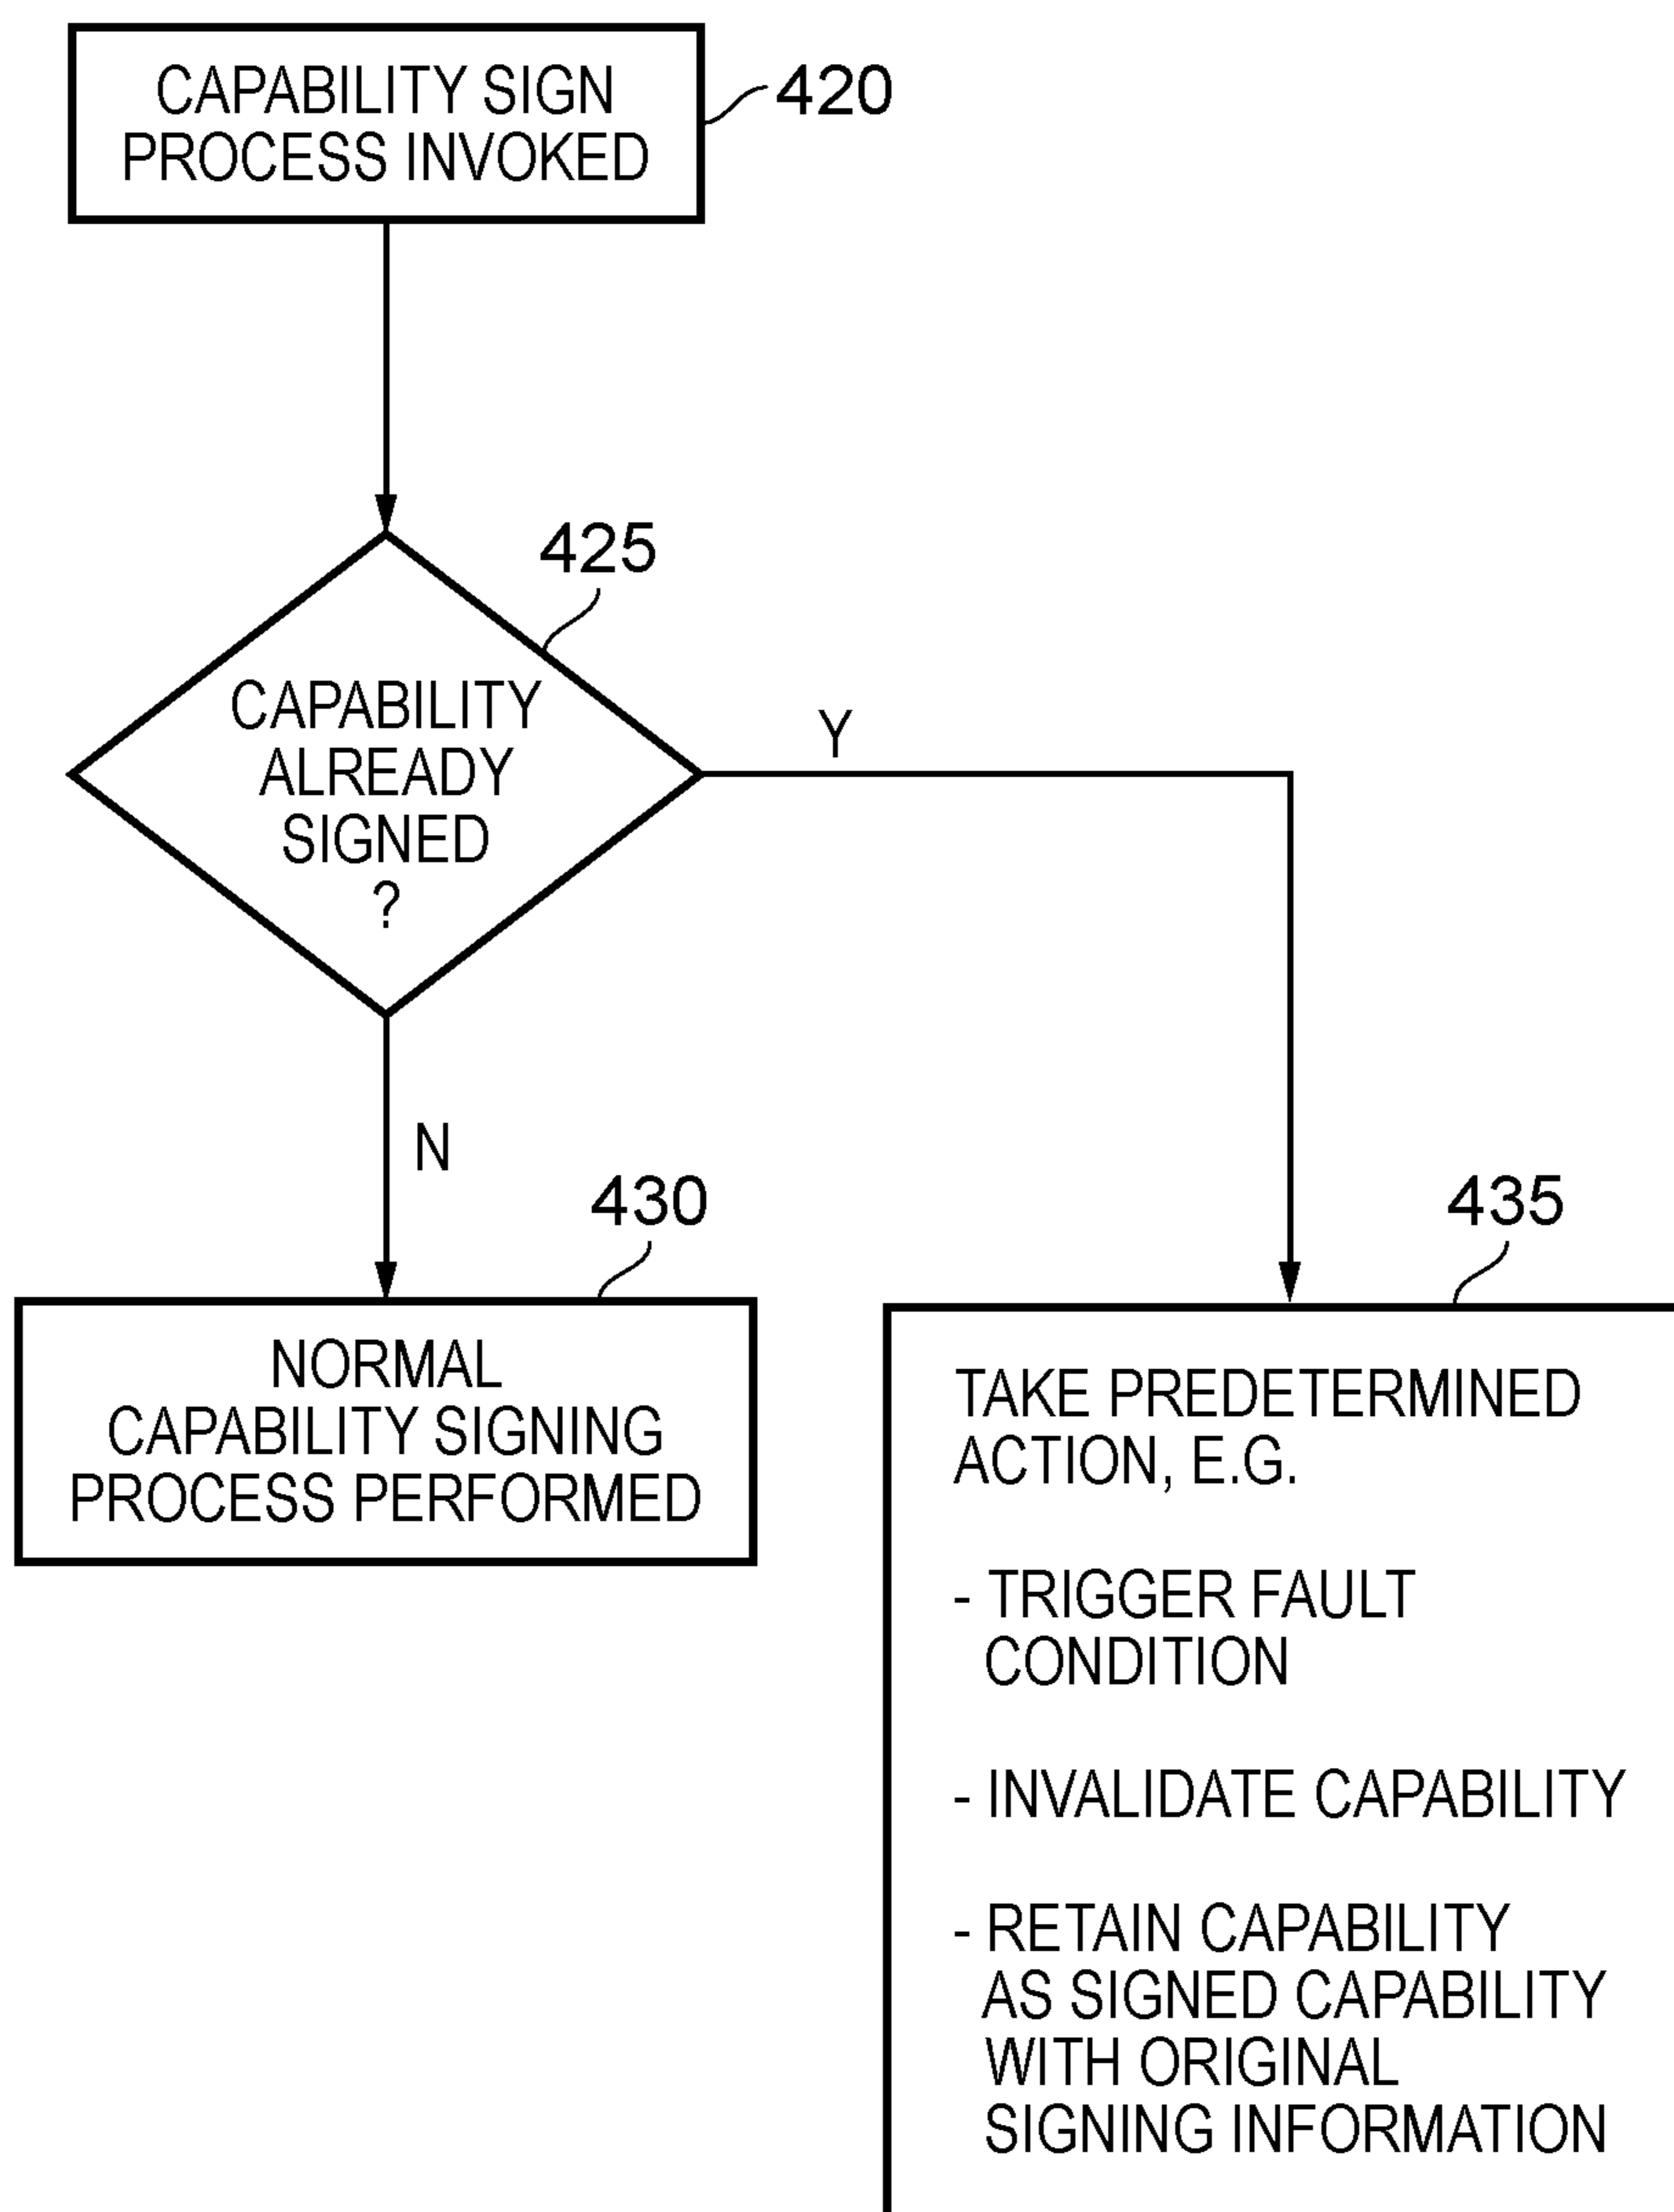 CAPABILITY SIGN
PROCESS INVOKED
420
425
CAPABILITY
ALREADY
SIGNED
?
Y
N
430
NORMAL
CAPABILITY SIGNING
PROCESS PERFORMED
435
TAKE PREDETERMINED
ACTION, E.G.
- TRIGGER FAULT
CONDITION
- INVALIDATE CAPABILITY
- RETAIN CAPABILITY
AS SIGNED CAPABILITY
WITH ORIGINAL
SIGNING INFORMATION